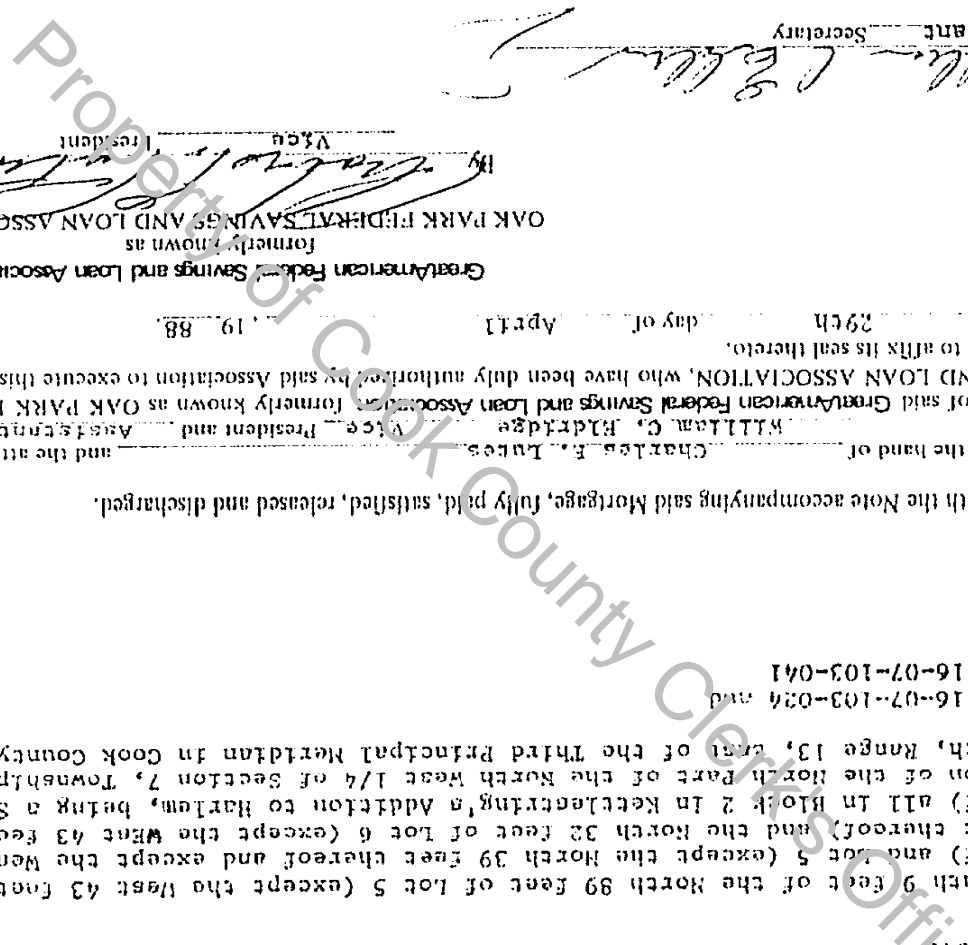 uth 9 feet of the North 89 feet of Lot 5 (except the West 43 feet
f) and Lot 5 (except the North 39 feet thereof and except the Wes
t thereof) and the North 32 feet of Lot 6 (except the West 43 fee
f) all in Block 2 in Kettlestring's Addition to Harlem, being a S
on of the North Part of the North West 1/4 of Section 7, Township
th, Range 13, East of the Third Principal Meridian in Cook County
16-07-103-024 and
16-07-103-041
th the Note accompanying said Mortgage, fully paid, satisfied, released and discharged.
the hand of Charles F. Lutes and the atte
William C. Eldridge Vice President and Assistant
of said GreatAmerican Federal Savings and Loan Association, formerly known as OAK PARK
ND LOAN ASSOCIATION, who have been duly authorized by said Association to execute this
to affix its seal thereto.
29th day of April , 19 88.
GreatAmerican Federal Savings and Loan Associa
formerly known as
OAK PARK FEDERAL SAVINGS AND LOAN ASSO
By
Vice President
ant Secretary
Property of Cook County Clerk's Offi